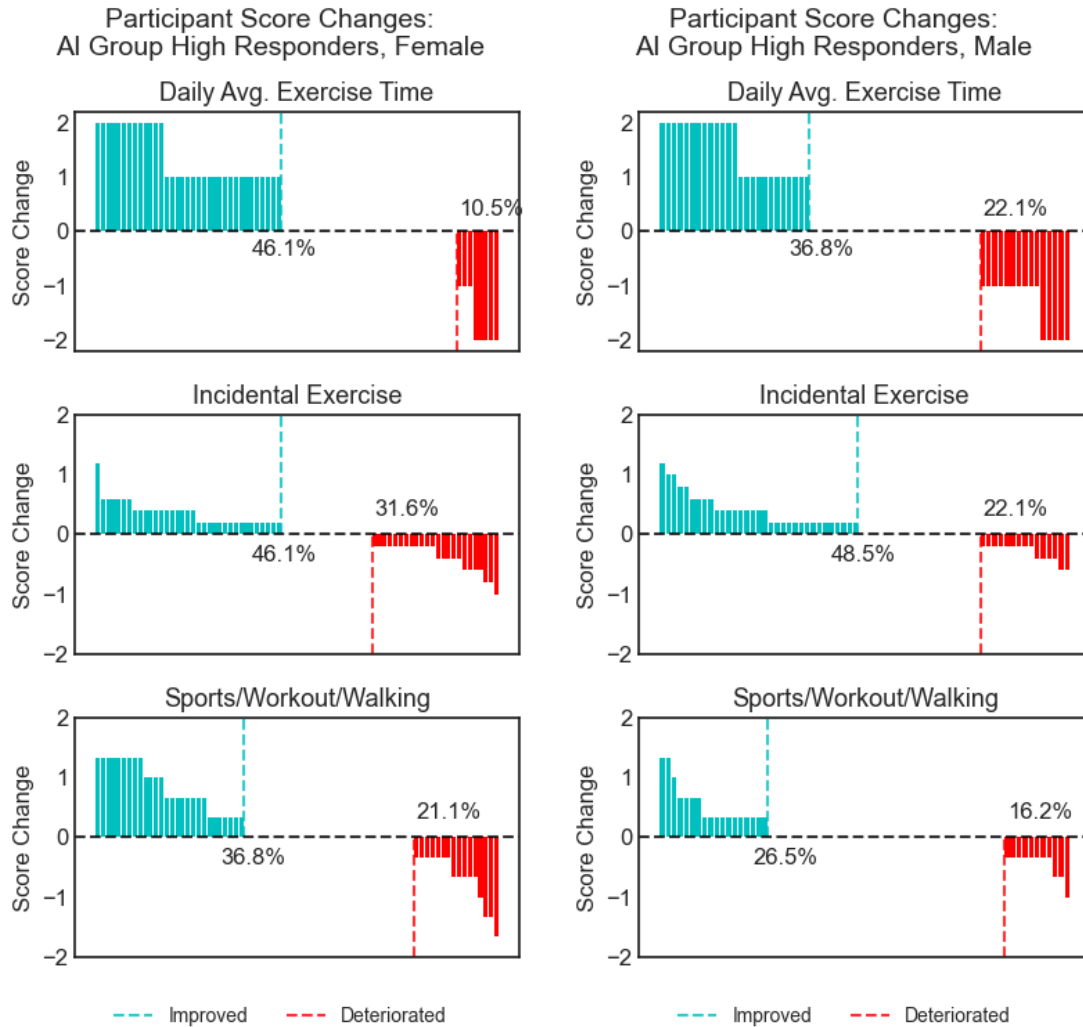 Participant Score Changes:
AI Group High Responders, Female
Daily Avg. Exercise Time
Score Change
2
1
0
−1
−2
46.1%
10.5%
Incidental Exercise
Score Change
2
1
0
−1
−2
46.1%
31.6%
Sports/Workout/Walking
Score Change
2
1
0
−1
−2
36.8%
21.1%
Improved
Deteriorated
Participant Score Changes:
AI Group High Responders, Male
Daily Avg. Exercise Time
Score Change
2
1
0
−1
−2
36.8%
22.1%
Incidental Exercise
Score Change
2
1
0
−1
−2
48.5%
22.1%
Sports/Workout/Walking
Score Change
2
1
0
−1
−2
26.5%
16.2%
Improved
Deteriorated